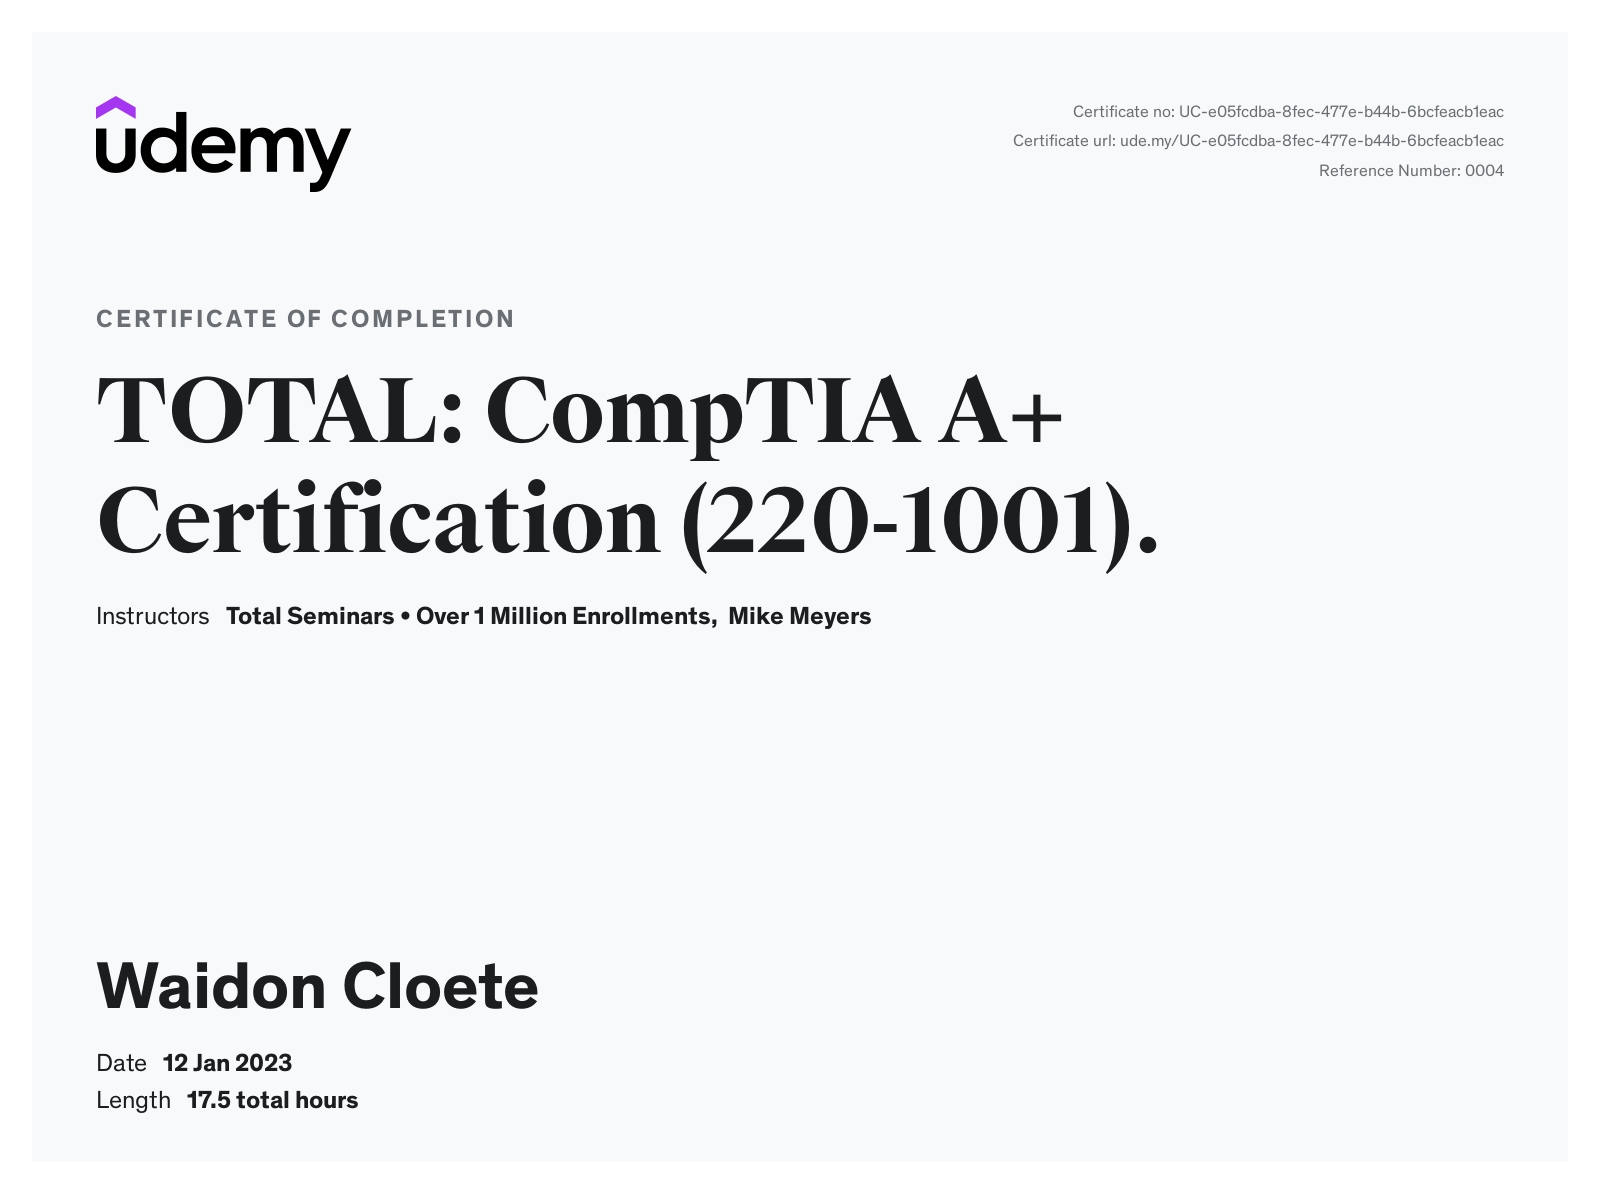 udemy
Certificate no: UC-e05fcdba-8fec-477e-b44b-6bcfeacb1eac
Certificate url: ude.my/UC-e05fcdba-8fec-477e-b44b-6bcfeacb1eac
Reference Number: 0004
CERTIFICATE OF COMPLETION
TOTAL: CompTIA A+
Certification (220-1001).
Instructors Total Seminars • Over 1 Million Enrollments, Mike Meyers
Waidon Cloete
Date 12 Jan 2023
Length 17.5 total hours